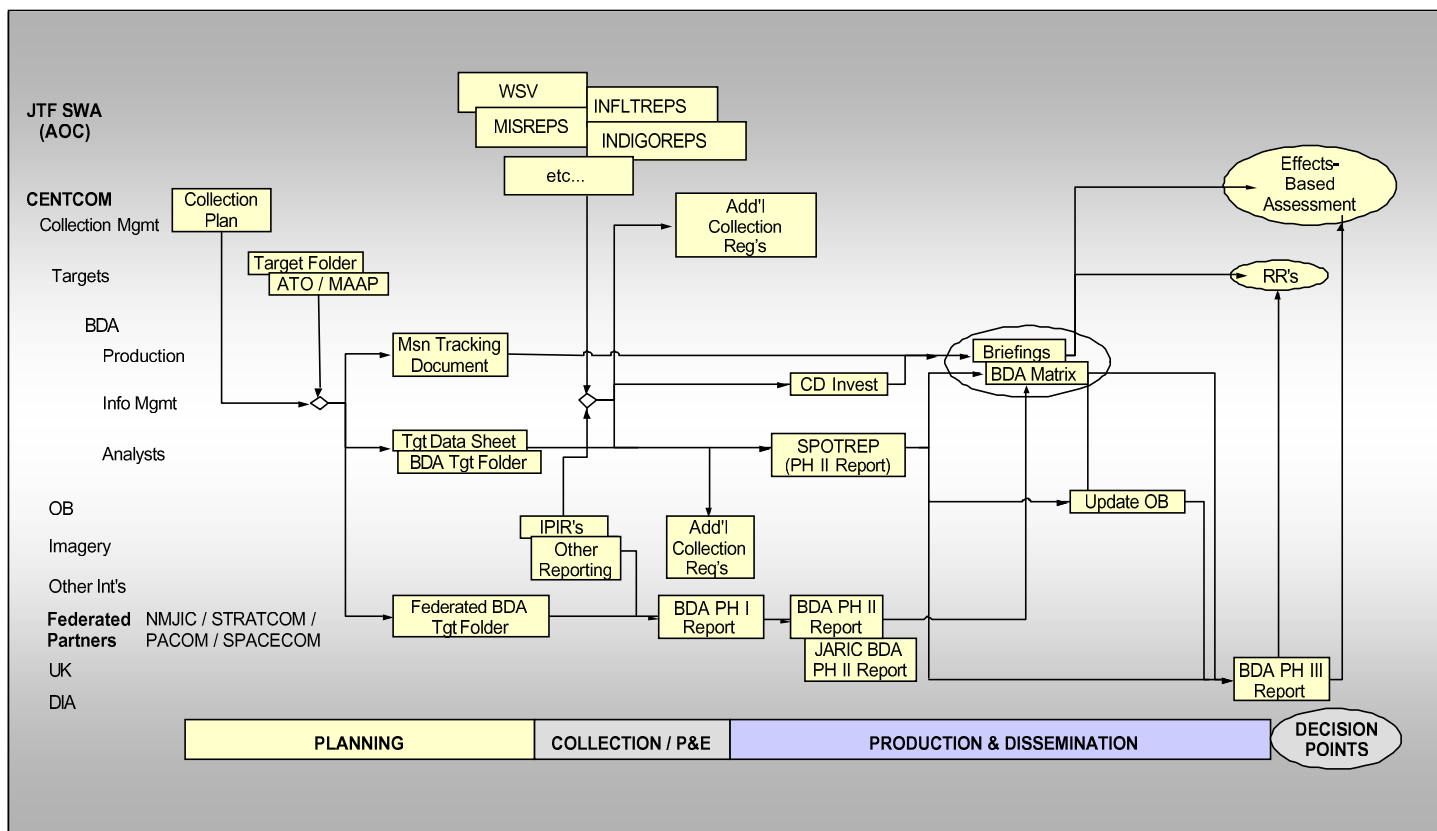 JTF SWA
(AOC)
WSV
INFLTREPS
MISREPS
INDIGOREPS
etc...
CENTCOM
Collection Mgmt
Collection
Plan
Add'l
Collection
Reg's
Effects-
Based
Assessment
Targets
Target Folder
ATO / MAAP
RR's
BDA
Production
Msn Tracking
Document
Briefings
BDA Matrix
CD Invest
Info Mgmt
Analysts
Tgt Data Sheet
BDA Tgt Folder
SPOTREP
(PH II Report)
OB
Update OB
Imagery
IPIR's
Other
Reporting
Add'l
Collection
Req's
Other Int's
Federated
Partners
NMJIC / STRATCOM /
PACOM / SPACECOM
Federated BDA
Tgt Folder
BDA PH I
Report
BDA PH II
Report
JARIC BDA
PH II Report
UK
DIA
BDA PH III
Report
PLANNING
COLLECTION / P&E
PRODUCTION & DISSEMINATION
DECISION
POINTS